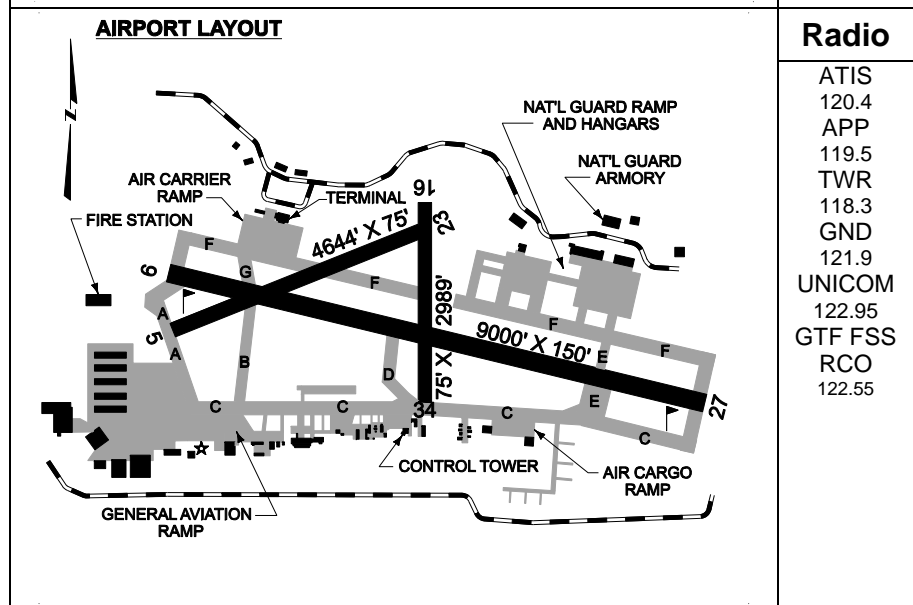 AIRPORT LAYOUT
N
NAT'L GUARD RAMP
AND HANGARS
NAT'L GUARD
ARMORY
AIR CARRIER
RAMP
TERMINAL
FIRE STATION
16
23
4644' X 75'
F
G
F
9
A
5
A
B
75' X 2989'
D
9000' X 150'
F
E
F
C
C
34
C
E
C
27
CONTROL TOWER
AIR CARGO
RAMP
GENERAL AVIATION
RAMP
Radio
ATIS
120.4
APP
119.5
TWR
118.3
GND
121.9
UNICOM
122.95
GTF FSS
RCO
122.55